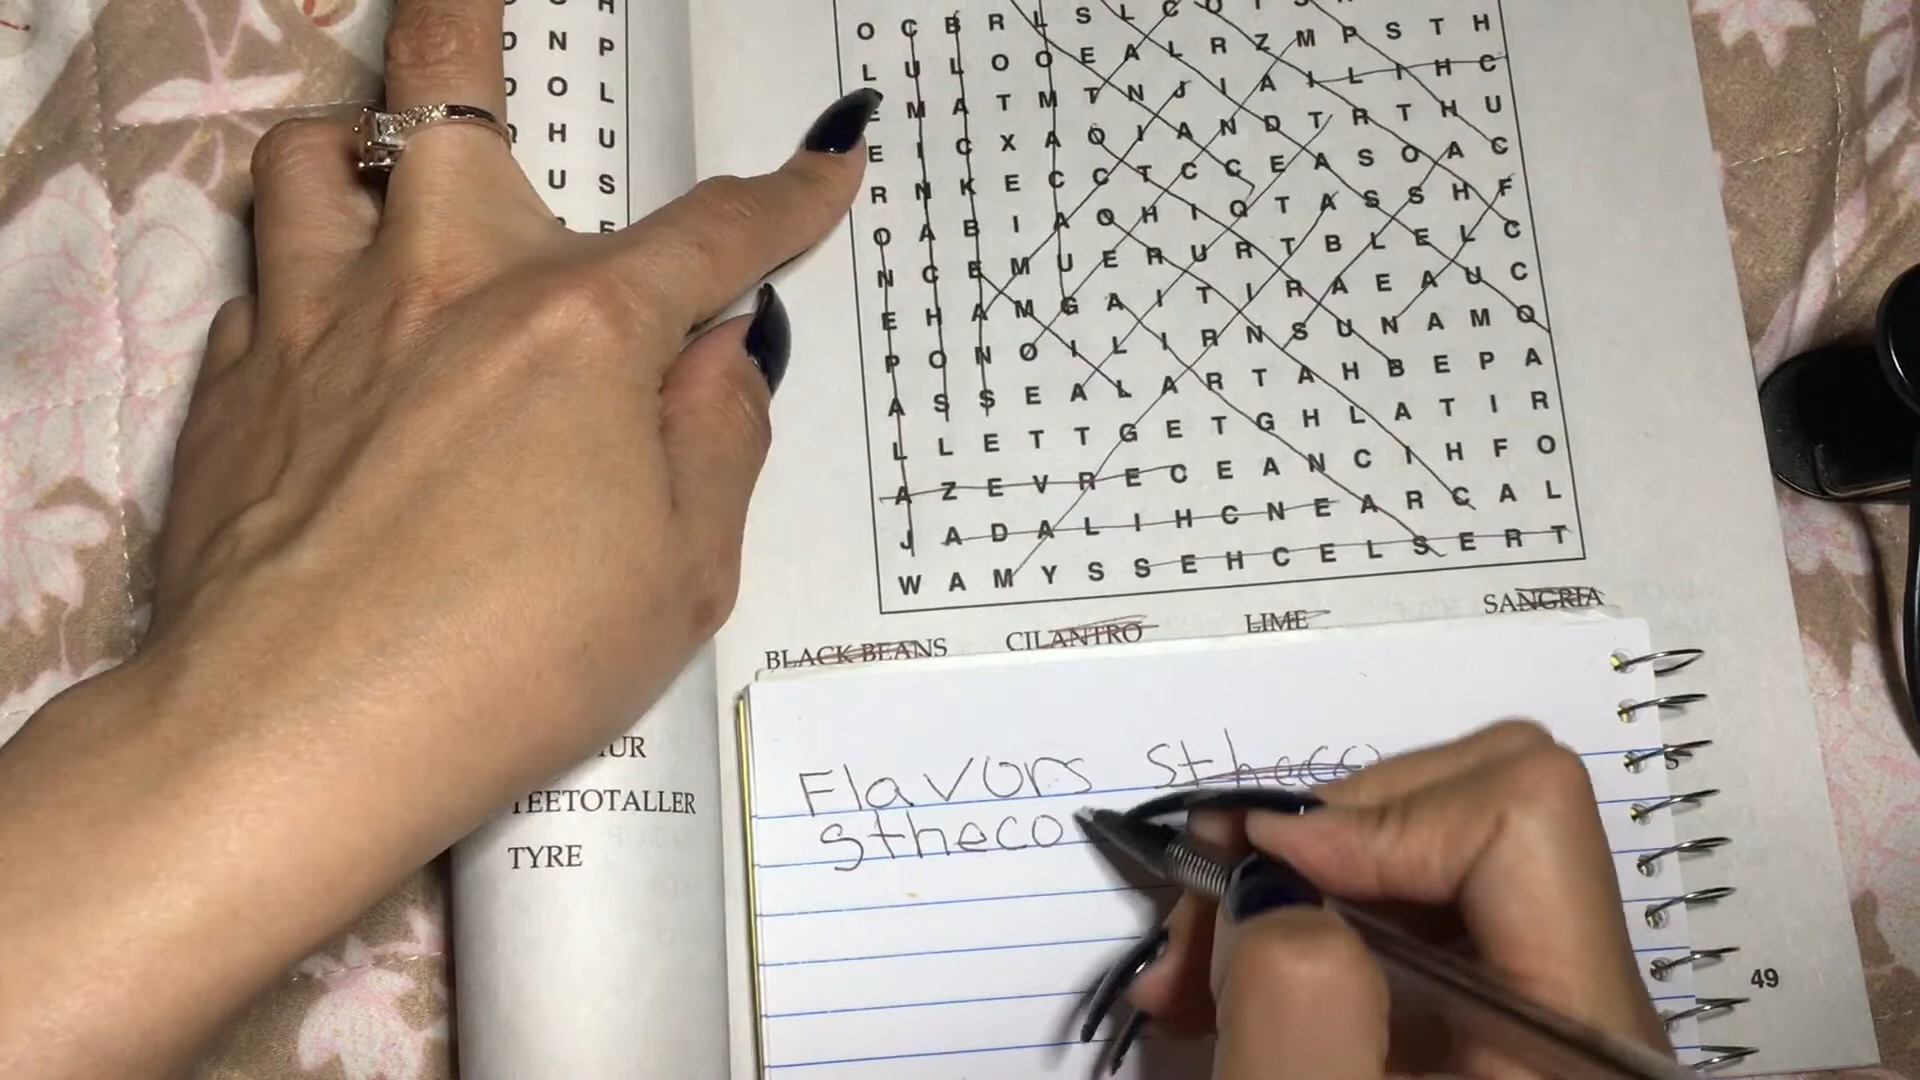 O C B R L S L C O
O L U L O O E A L R Z M P S T H
E M A T M T N J I A I L I H C
E I C X A O I A N D T R T H U
R N K E C C T C C E A S O A C
O A B I A O H I Q T A S S H F
N C E M U E R U R T B L E L C
E H A M G A I T I R A E A U C
P O N O I L I R N S U N A M Q
A S S E A L A R T A H B E P A
L L E T T G E T G H L A T I R
A Z E V R E C E A N C I H F O
J A D A L I H C N E A R C A L
W A M Y S S E H C E L S E R T
H
D N P
D O L
H U
U S
E
BLACK BEANS CILANTRO LIME SANGRIA
TEETOTALLER
TYRE
Flavors stheco
stheco
49